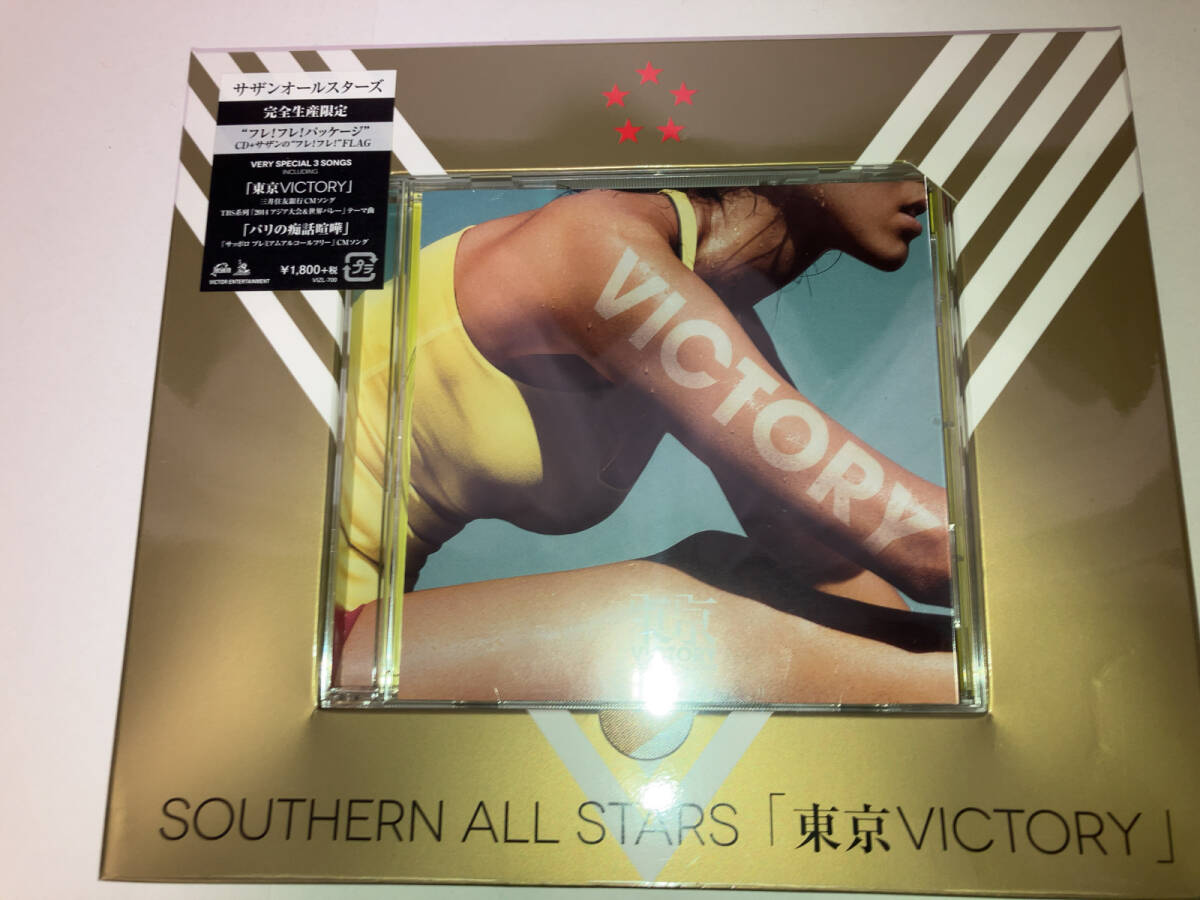 サザンオールスターズ
完全生産限定
“フレ!フレ!パッケージ”
CD+サザンの“フレ!フレ!”FLAG
VERY SPECIAL 3 SONGS
INCLUDING
「東京VICTORY」
三井住友銀行CMソング
TBS系列「2014アジア大会&世界バレー」テーマ曲
「パリの痴話喧嘩」
「サッポロ プレミアムアルコールフリー」CMソング
¥1,800+税
プラ
VICTOR ENTERTAINMENT
VIZL-700
VICTORY
東京
VICTORY
SOUTHERN ALL STARS「東京VICTORY」